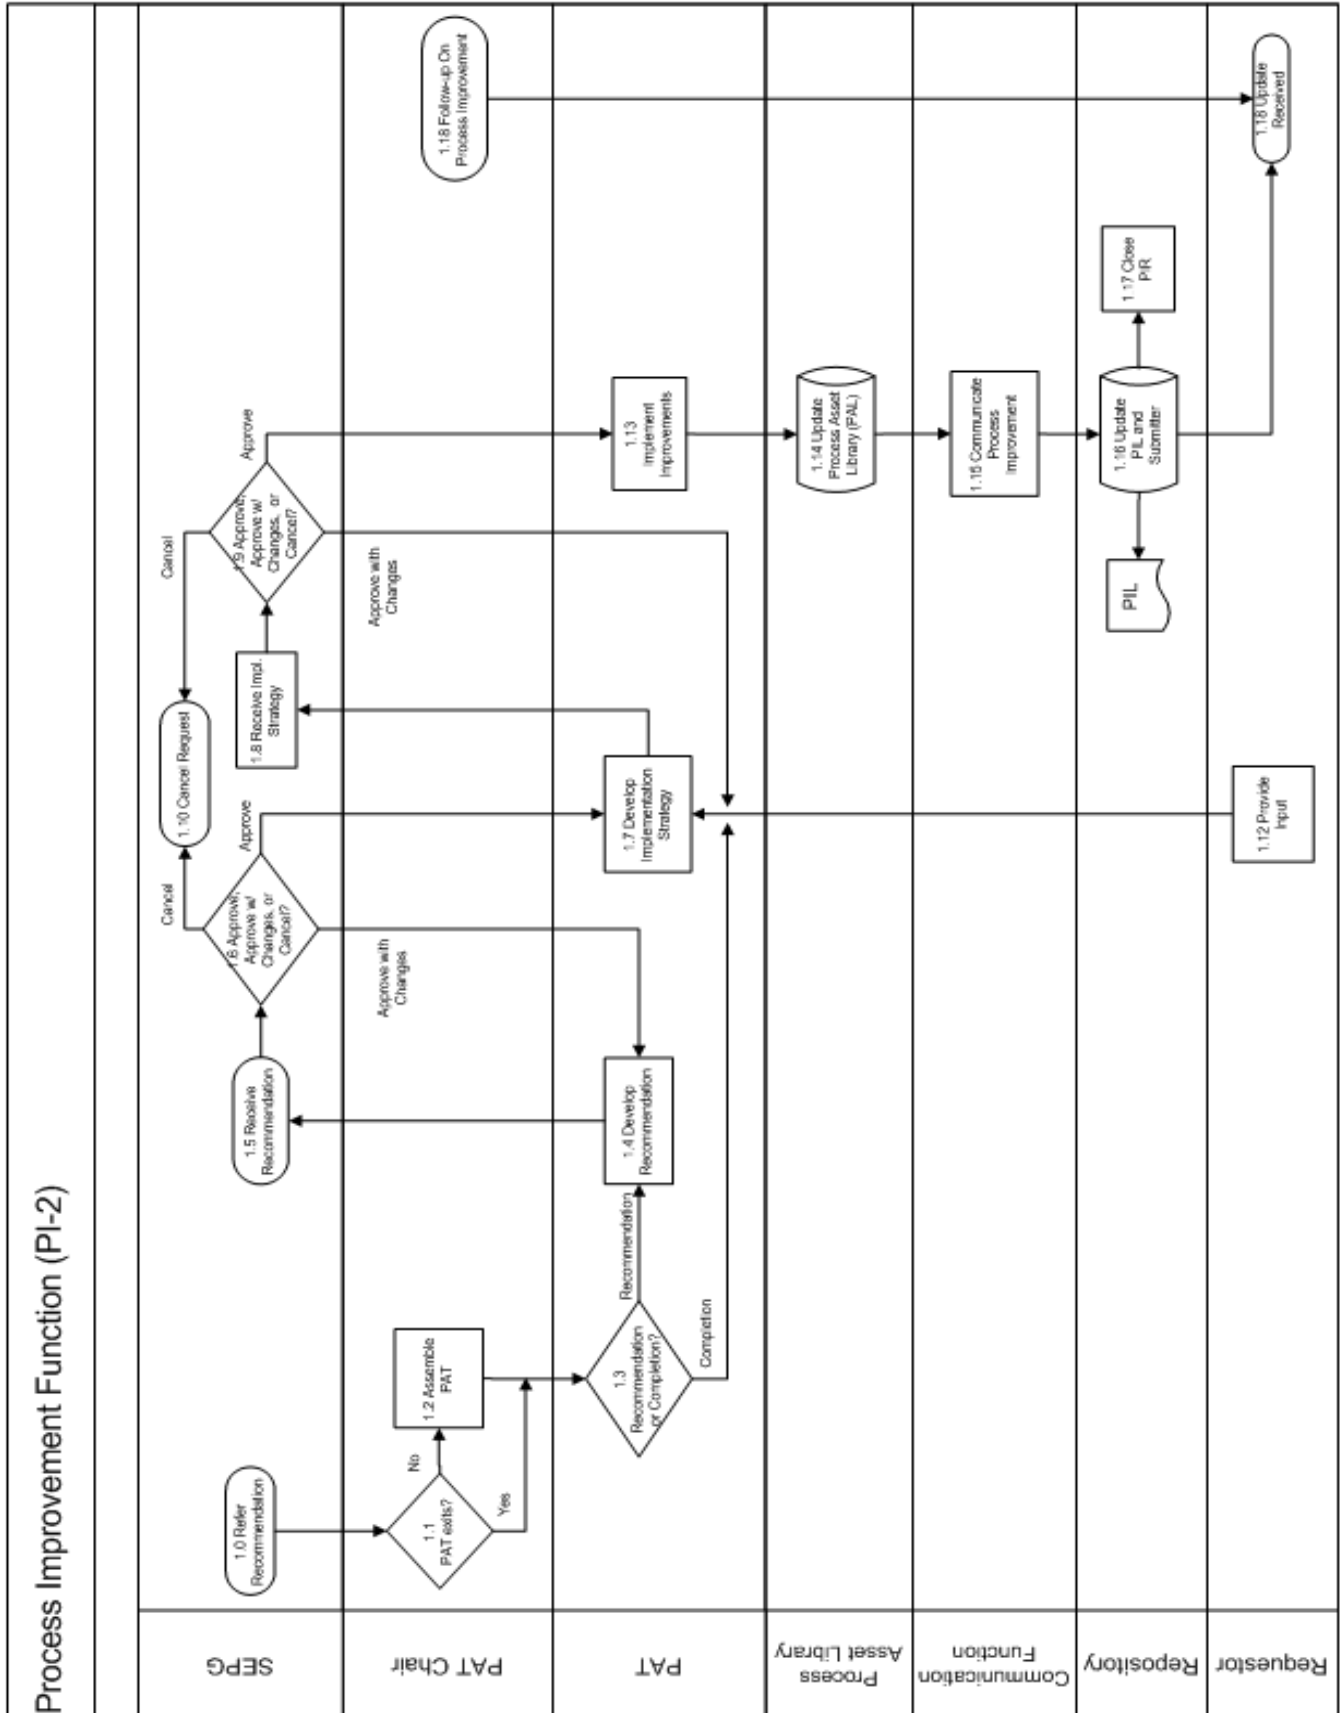 Process Improvement Function (PI-2)
SEPG
1.0 Refer
Recommendation
1.5 Receive
Recommendation
1.6 Approve,
Approve w/
Changes, or
Cancel?
Cancel
Approve
1.10 Cancel Request
1.8 Receive Impl.
Strategy
1.9 Approve,
Approve w/
Changes, or
Cancel?
Cancel
Approve
PAT Chair
1.1
PAT exits?
No
Yes
1.2 Assemble
PAT
Approve with
Changes
Approve with
Changes
1.18 Follow-up On
Process Improvement
PAT
1.3
Recommendation
or Completion?
Recommendation
Completion
1.4 Develop
Recommendation
1.7 Develop
Implementation
Strategy
1.13
Implement
Improvements
Process
Asset Library
1.14 Update
Process Asset
Library (PAL)
Communication
Function
1.15 Communicate
Process
Improvement
Repository
PIL
1.16 Update
PIL and
Submitter
1.17 Close
PIR
Requestor
1.12 Provide
Input
1.18 Update
Received